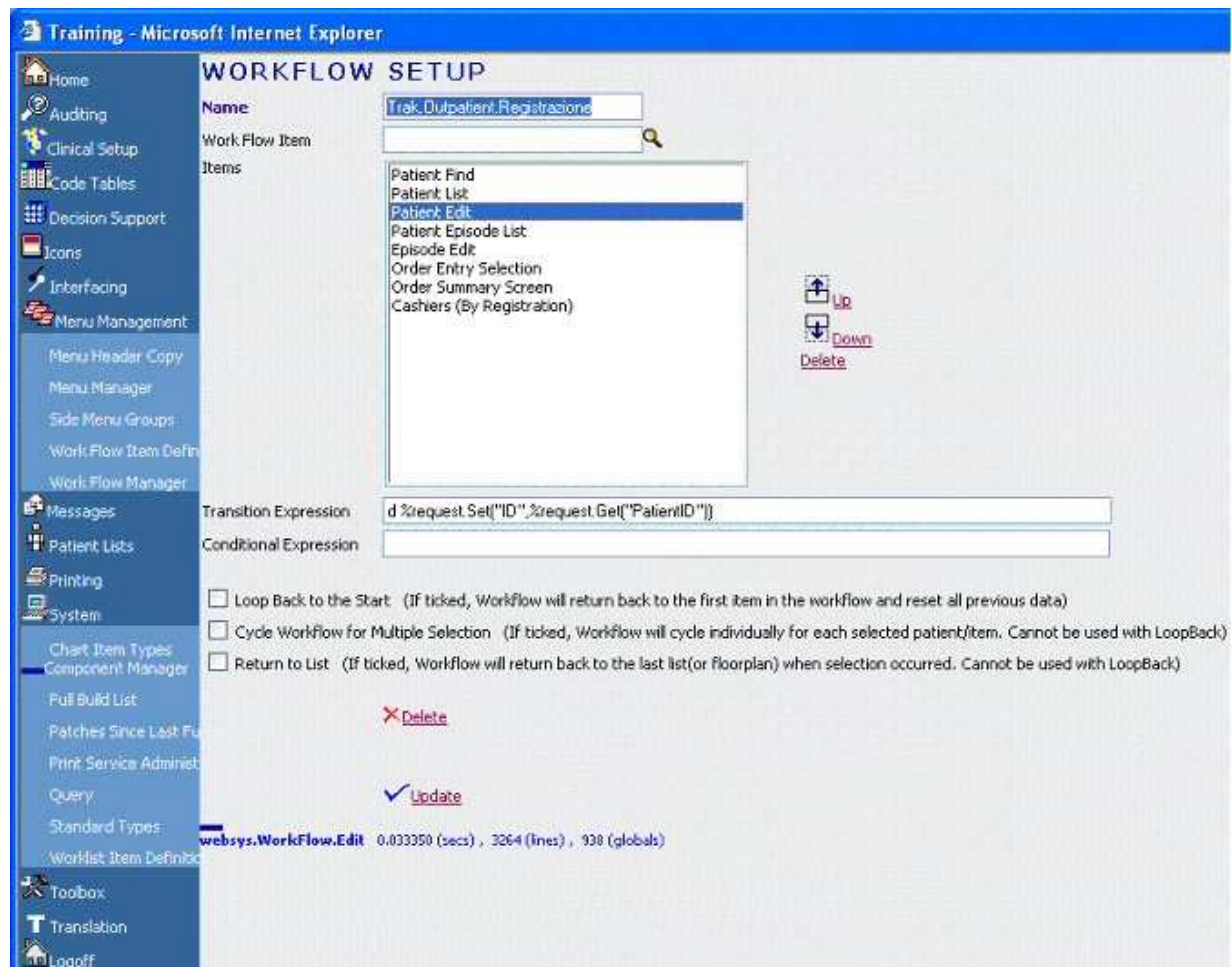 Training - Microsoft Internet Explorer
Home
Auditing
Clinical Setup
Code Tables
Decision Support
Icons
Interfacing
Menu Management
Menu Header Copy
Menu Manager
Side Menu Groups
Work Flow Item Defin
Work Flow Manager
Messages
Patient Lists
Printing
System
Chart Item Types
Component Manager
Full Build List
Patches Since Last Fu
Print Service Administ
Query
Standard Types
Worklist Item Definitio
Toolbox
Translation
Logoff
WORKFLOW SETUP
Name Trak.Outpatient.Registrazione
Work Flow Item
Items
Patient Find
Patient List
Patient Edit
Patient Episode List
Episode Edit
Order Entry Selection
Order Summary Screen
Cashiers (By Registration)
Up
Down
Delete
Transition Expression d %request.Set("ID",%request.Get("PatientID"))
Conditional Expression
Loop Back to the Start (If ticked, Workflow will return back to the first item in the workflow and reset all previous data)
Cycle Workflow for Multiple Selection (If ticked, Workflow will cycle individually for each selected patient/item. Cannot be used with LoopBack)
Return to List (If ticked, Workflow will return back to the last list(or floorplan) when selection occurred. Cannot be used with LoopBack)
Delete
Update
websys.WorkFlow.Edit 0.033350 (secs) , 3264 (lines) , 938 (globals)